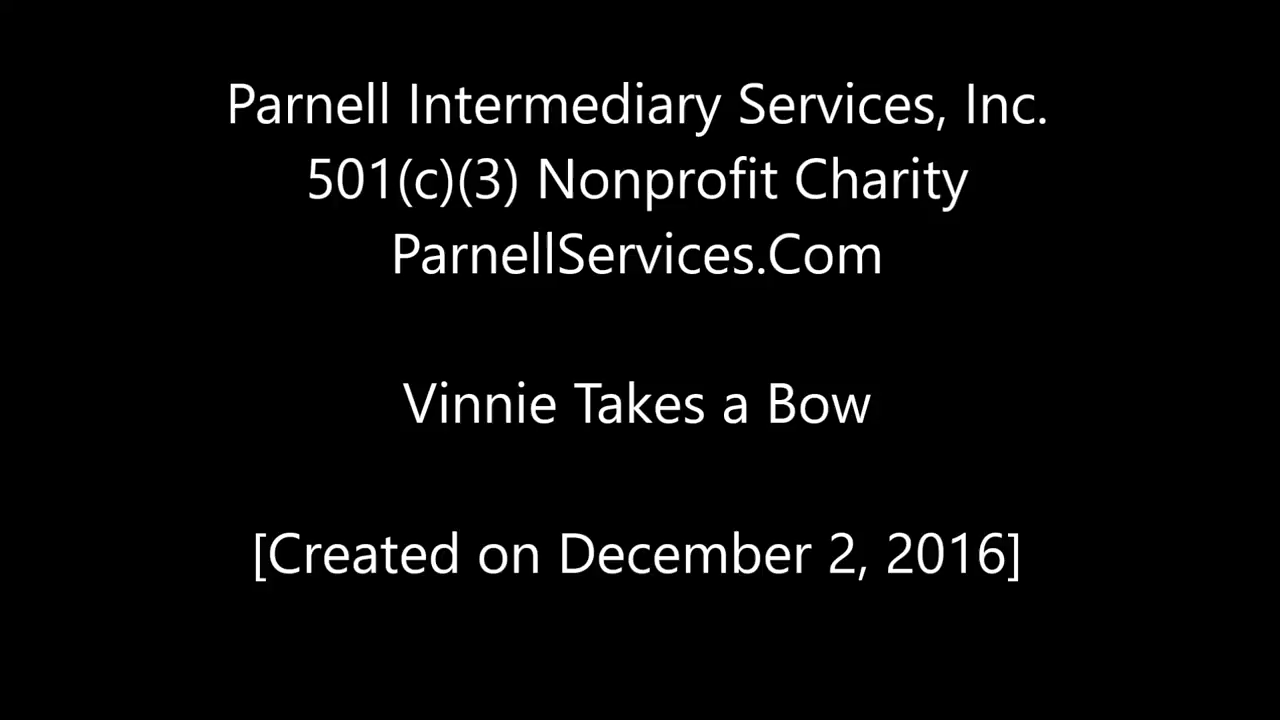 Parnell Intermediary Services, Inc.
501(c)(3) Nonprofit Charity
ParnellServices.Com
Vinnie Takes a Bow
[Created on December 2, 2016]